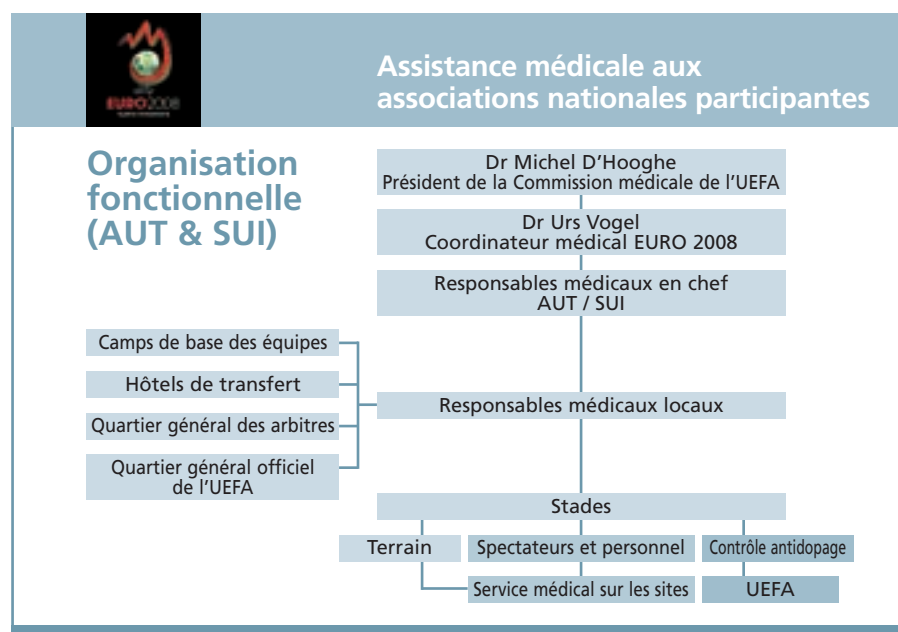 EURO2008
Assistance médicale aux
associations nationales participantes
Organisation
fonctionnelle
(AUT & SUI)
Dr Michel D’Hooghe
Président de la Commission médicale de l’UEFA
Dr Urs Vogel
Coordinateur médical EURO 2008
Responsables médicaux en chef
AUT / SUI
Camps de base des équipes
Hôtels de transfert
Quartier général des arbitres
Quartier général officiel
de l’UEFA
Responsables médicaux locaux
Stades
Terrain
Spectateurs et personnel
Contrôle antidopage
Service médical sur les sites
UEFA